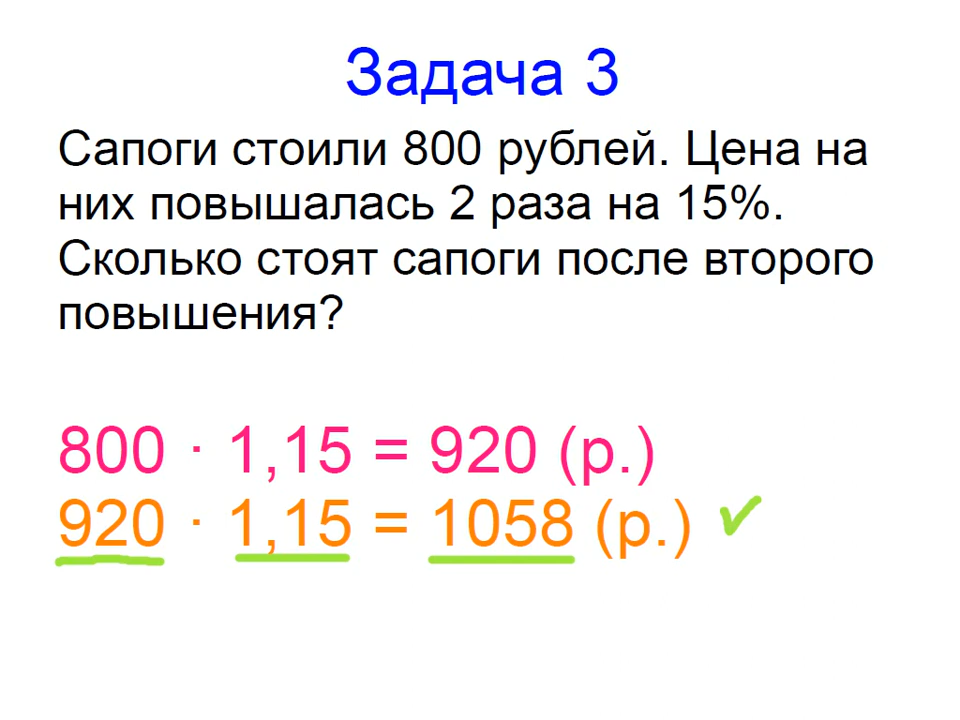 Задача 3
Сапоги стоили 800 рублей. Цена на
них повышалась 2 раза на 15%.
Сколько стоят сапоги после второго
повышения?
800 · 1,15 = 920 (р.)
920 · 1,15 = 1058 (р.) ✓